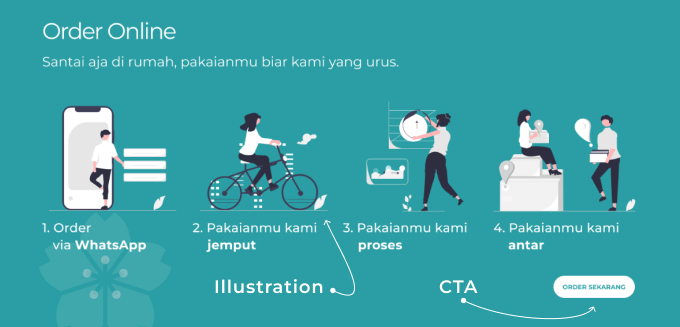 Order Online
Santai aja di rumah, pakaianmu biar kami yang urus.
1. Order
via WhatsApp
2. Pakaianmu kami
jemput
3. Pakaianmu kami
proses
4. Pakaianmu kami
antar
Illustration
CTA
ORDER SEKARANG